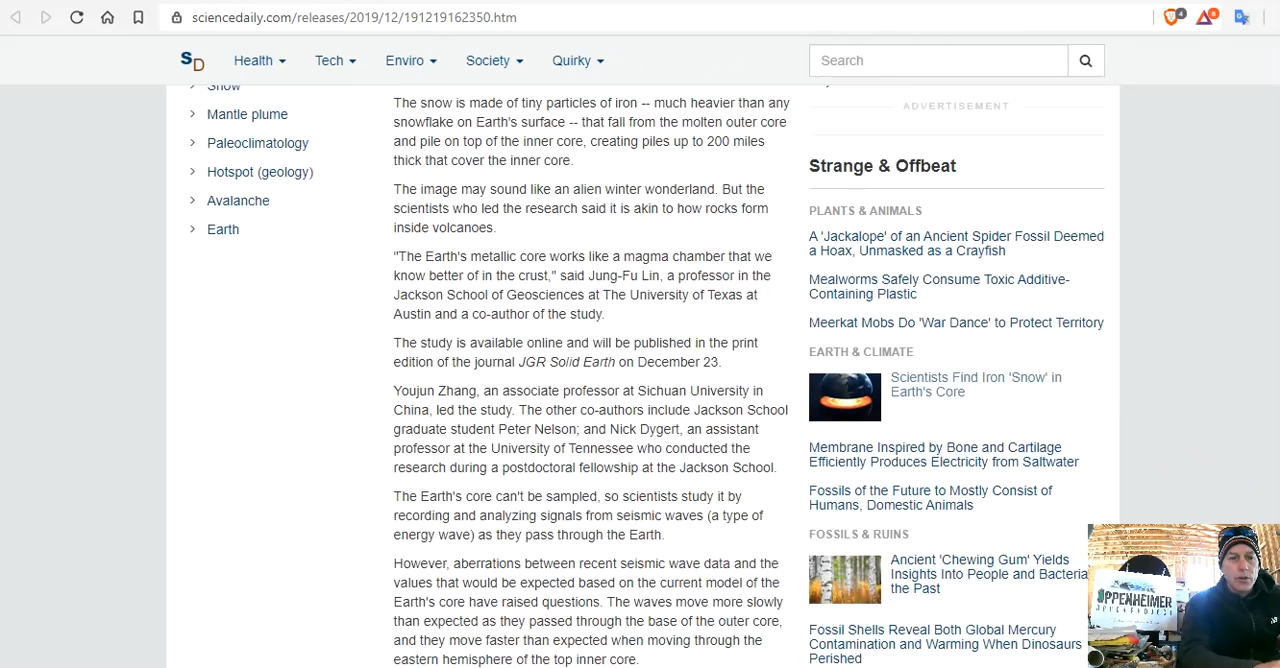 sciencedaily.com/releases/2019/12/191219162350.htm
4
8
SD
Health
Tech
Enviro
Society
Quirky
Search
Snow
Mantle plume
Paleoclimatology
Hotspot (geology)
Avalanche
Earth
The snow is made of tiny particles of iron -- much heavier than any
snowflake on Earth's surface -- that fall from the molten outer core
and pile on top of the inner core, creating piles up to 200 miles
thick that cover the inner core.
The image may sound like an alien winter wonderland. But the
scientists who led the research said it is akin to how rocks form
inside volcanoes.
"The Earth's metallic core works like a magma chamber that we
know better of in the crust," said Jung-Fu Lin, a professor in the
Jackson School of Geosciences at The University of Texas at
Austin and a co-author of the study.
The study is available online and will be published in the print
edition of the journal JGR Solid Earth on December 23.
Youjun Zhang, an associate professor at Sichuan University in
China, led the study. The other co-authors include Jackson School
graduate student Peter Nelson; and Nick Dygert, an assistant
professor at the University of Tennessee who conducted the
research during a postdoctoral fellowship at the Jackson School.
The Earth's core can't be sampled, so scientists study it by
recording and analyzing signals from seismic waves (a type of
energy wave) as they pass through the Earth.
However, aberrations between recent seismic wave data and the
values that would be expected based on the current model of the
Earth's core have raised questions. The waves move more slowly
than expected as they passed through the base of the outer core,
and they move faster than expected when moving through the
eastern hemisphere of the top inner core.
ADVERTISEMENT
Strange & Offbeat
PLANTS & ANIMALS
A 'Jackalope' of an Ancient Spider Fossil Deemed
a Hoax, Unmasked as a Crayfish
Mealworms Safely Consume Toxic Additive-
Containing Plastic
Meerkat Mobs Do 'War Dance' to Protect Territory
EARTH & CLIMATE
Scientists Find Iron 'Snow' in
Earth's Core
Membrane Inspired by Bone and Cartilage
Efficiently Produces Electricity from Saltwater
Fossils of the Future to Mostly Consist of
Humans, Domestic Animals
FOSSILS & RUINS
Ancient 'Chewing Gum' Yields
Insights Into People and Bacteria
the Past
Fossil Shells Reveal Both Global Mercury
Contamination and Warming When Dinosaurs
Perished
OPPENHEIMER